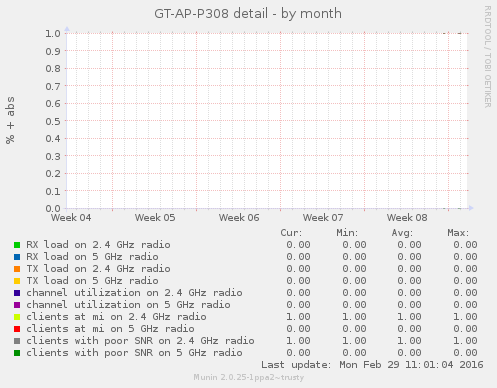 GT-AP-P308 detail - by month
RRDTOOL / TOBI OETIKER
% + abs
1.0
0.9
0.8
0.7
0.6
0.5
0.4
0.3
0.2
0.1
0.0
Week 04 Week 05 Week 06 Week 07 Week 08
Cur: Min: Avg: Max:
RX load on 2.4 GHz radio 0.00 0.00 0.00 0.00
RX load on 5 GHz radio 0.00 0.00 0.00 0.00
TX load on 2.4 GHz radio 0.00 0.00 0.00 0.00
TX load on 5 GHz radio 0.00 0.00 0.00 0.00
channel utilization on 2.4 GHz radio 0.00 0.00 0.00 0.00
channel utilization on 5 GHz radio 0.00 0.00 0.00 0.00
clients at mi on 2.4 GHz radio 1.00 1.00 1.00 1.00
clients at mi on 5 GHz radio 0.00 0.00 0.00 0.00
clients with poor SNR on 2.4 GHz radio 1.00 1.00 1.00 1.00
clients with poor SNR on 5 GHz radio 0.00 0.00 0.00 0.00
Last update: Mon Feb 29 11:01:04 2016
Munin 2.0.25-1ppa2~trusty